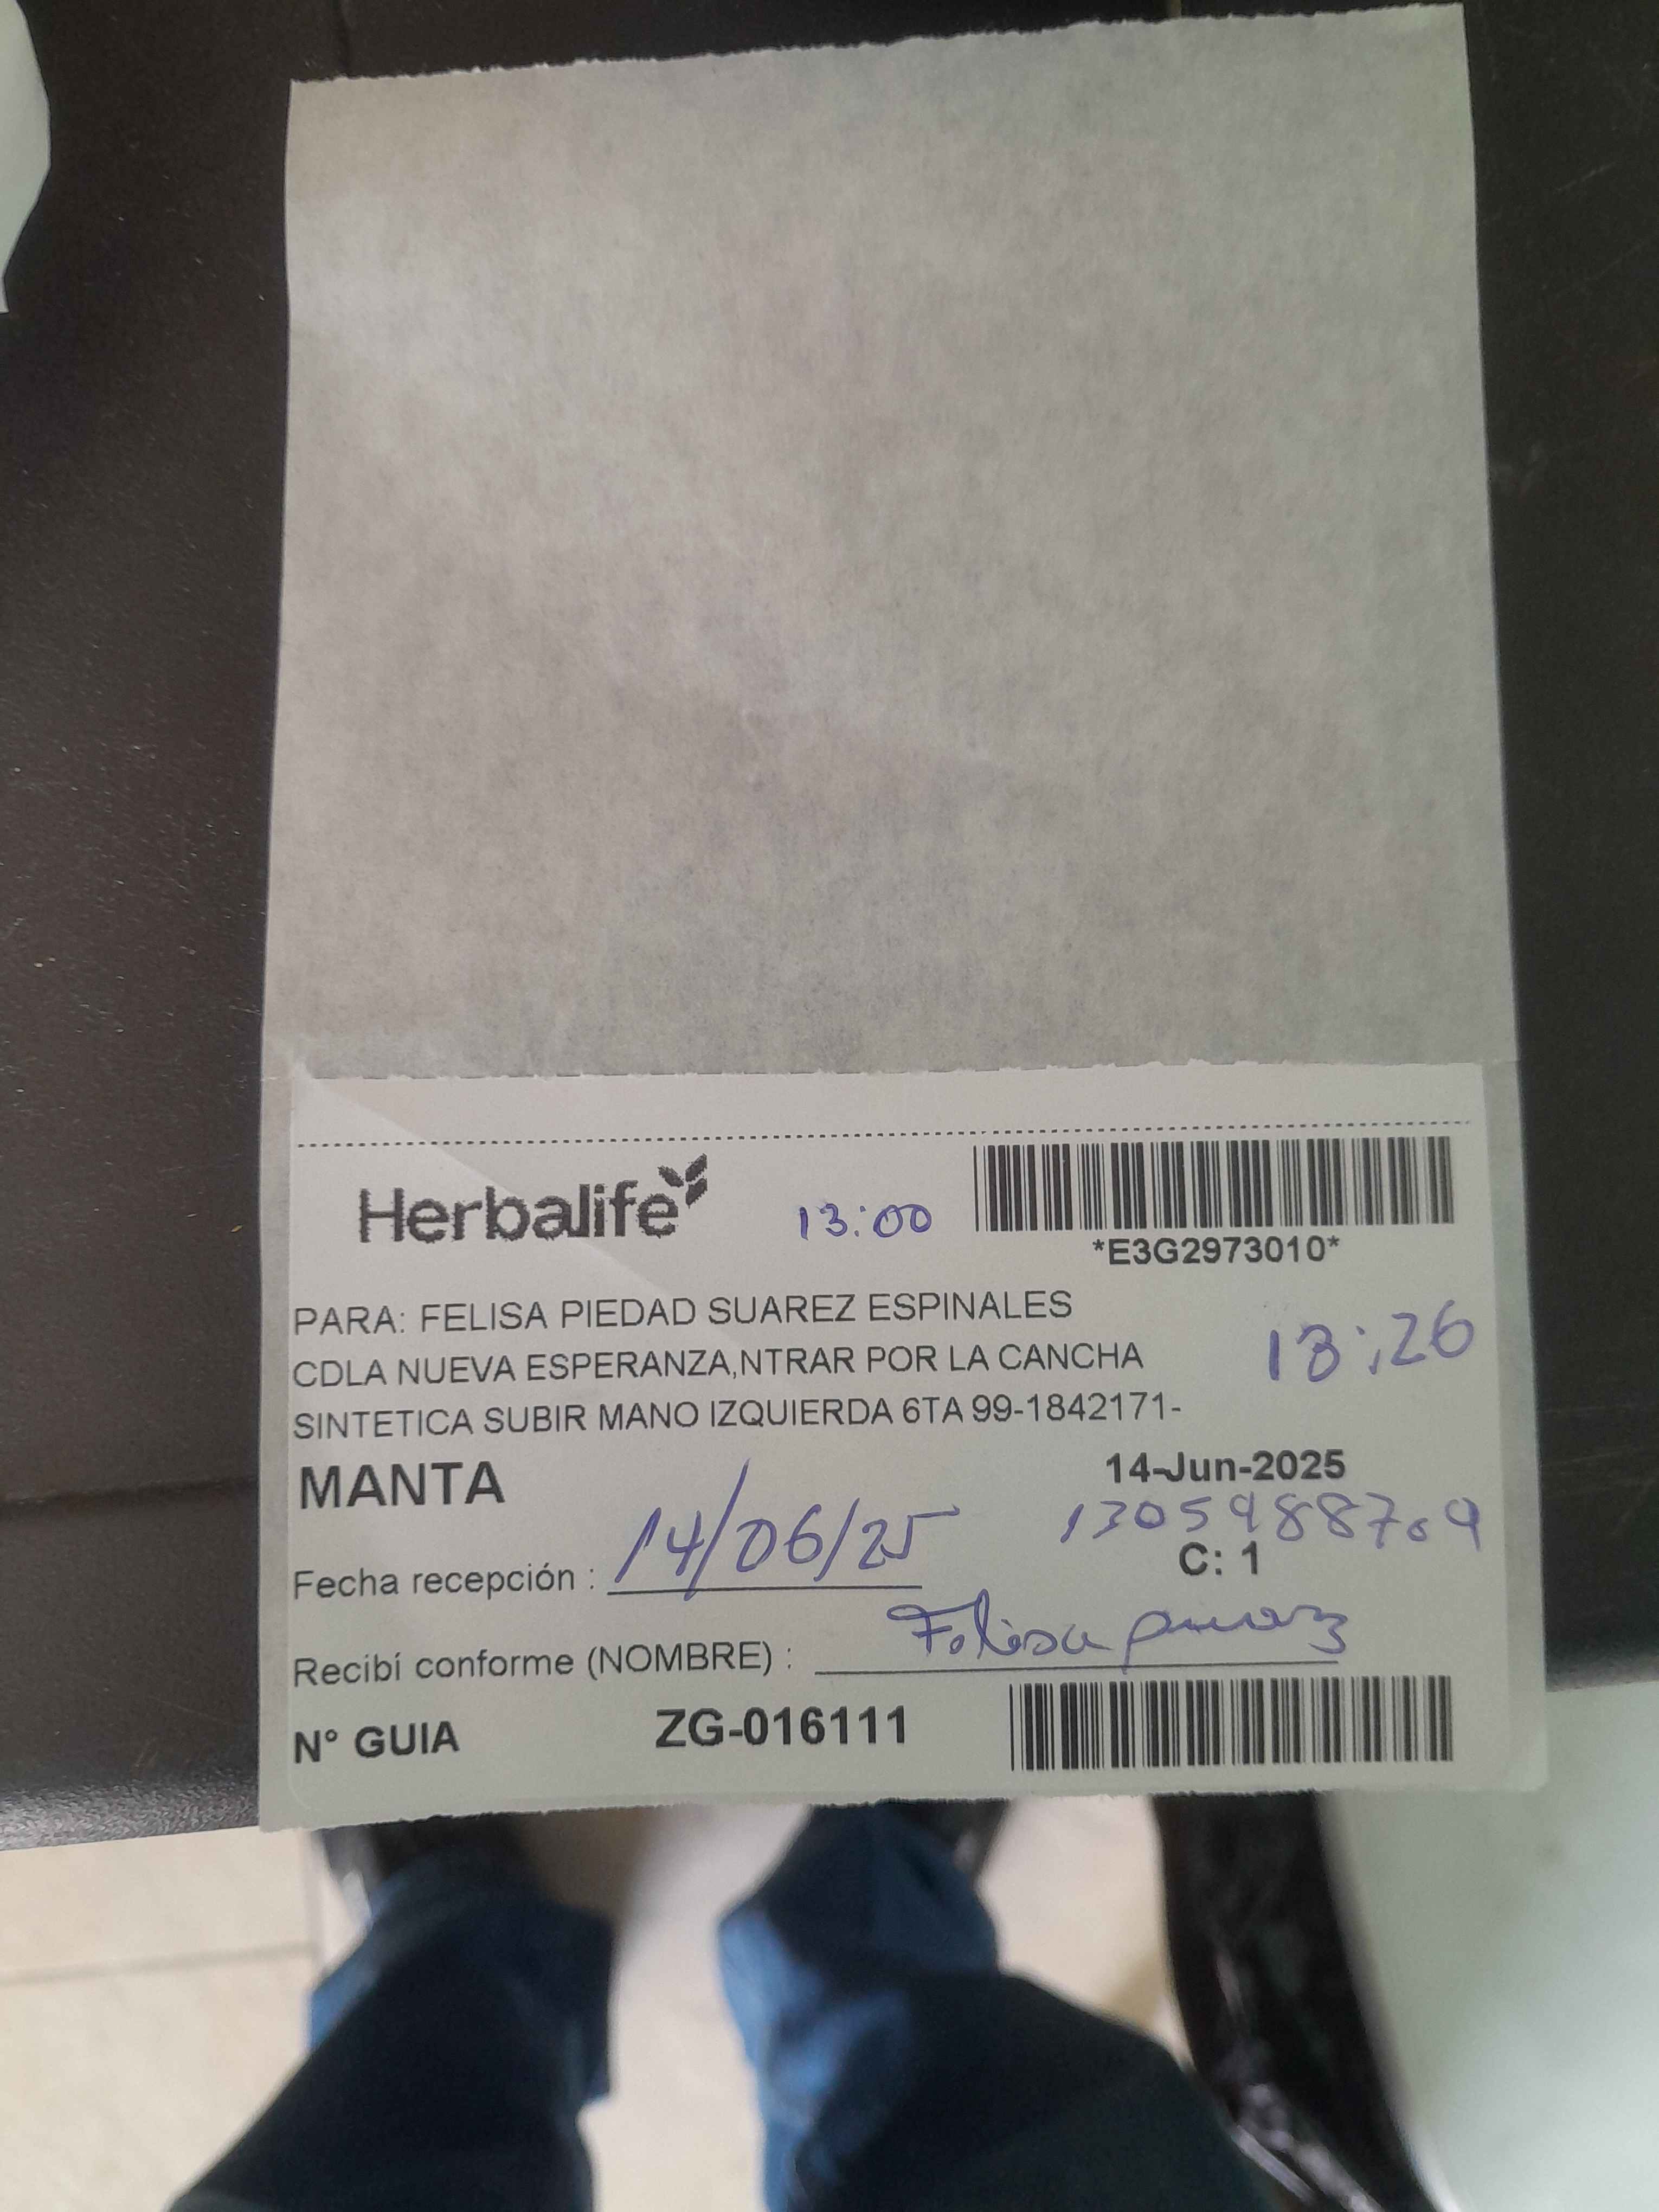 Herbalife
13:00
*E3G2973010*
PARA: FELISA PIEDAD SUAREZ ESPINALES
CDLA NUEVA ESPERANZA,NTRAR POR LA CANCHA
13:26
SINTETICA SUBIR MANO IZQUIERDA 6TA 99-1842171-
MANTA
14-Jun-2025
1305988709
C: 1
Fecha recepción : 14/06/25
Recibí conforme (NOMBRE) : Felisa
N° GUIA ZG-016111